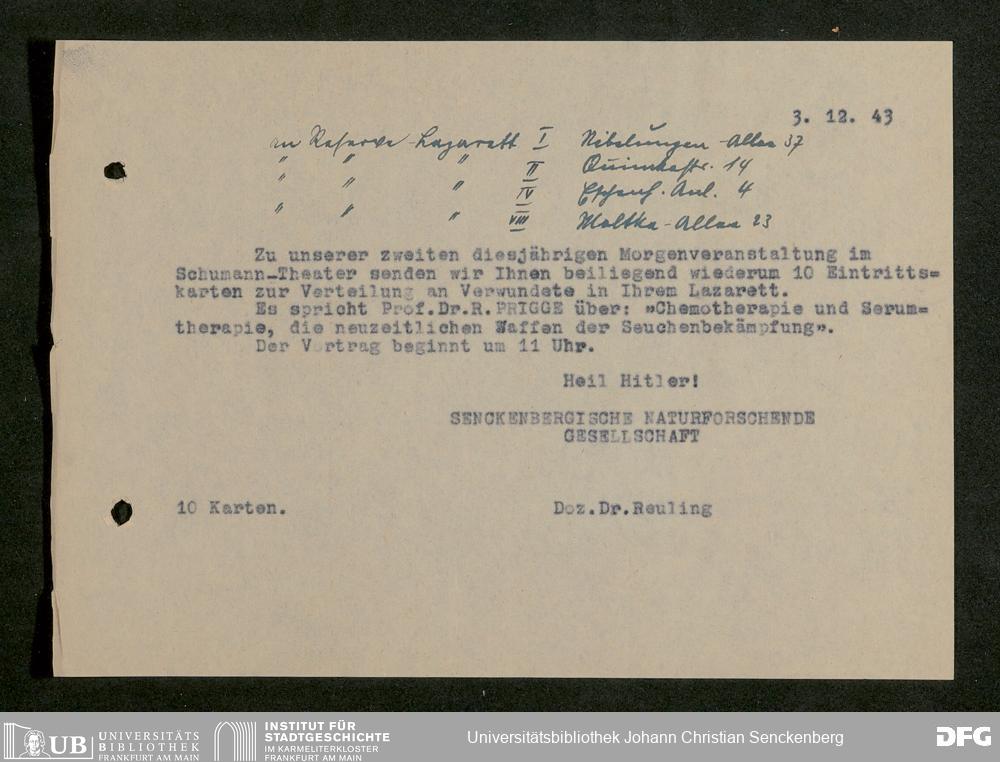 3. 12. 43
an Reserve-Lazarett I Nibelungen-Allee 37
" " " II Quinckestr. 14
" " " IV Eschenh. Anl. 4
" " " VIII Moltke-Allee 23
Zu unserer zweiten diesjährigen Morgenveranstaltung im
Schumann-Theater senden wir Ihnen beiliegend wiederum 10 Eintritts=
karten zur Verteilung an Verwundete in Ihrem Lazarett.
Es spricht Prof.Dr.R.PRIGGE über: »Chemotherapie und Serum=
therapie, die neuzeitlichen Waffen der Seuchenbekämpfung».
Der Vortrag beginnt um 11 Uhr.
Heil Hitler!
SENCKENBERGISCHE NATURFORSCHENDE
GESELLSCHAFT
10 Karten.
Doz.Dr.Reuling
UB UNIVERSITÄTS
BIBLIOTHEK
FRANKFURT AM MAIN
INSTITUT FÜR
STADTGESCHICHTE
IM KARMELITERKLOSTER
FRANKFURT AM MAIN
Universitätsbibliothek Johann Christian Senckenberg
DFG